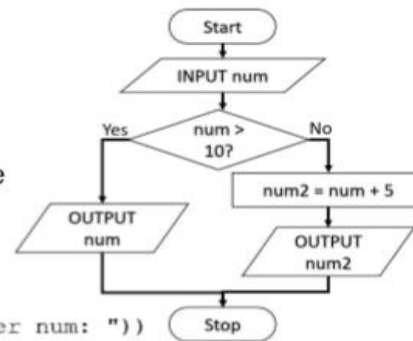 Start
INPUT num
Yes
num >
10?
No
e
num2 = num + 5
OUTPUT
num
OUTPUT
num2
er num: "))
Stop